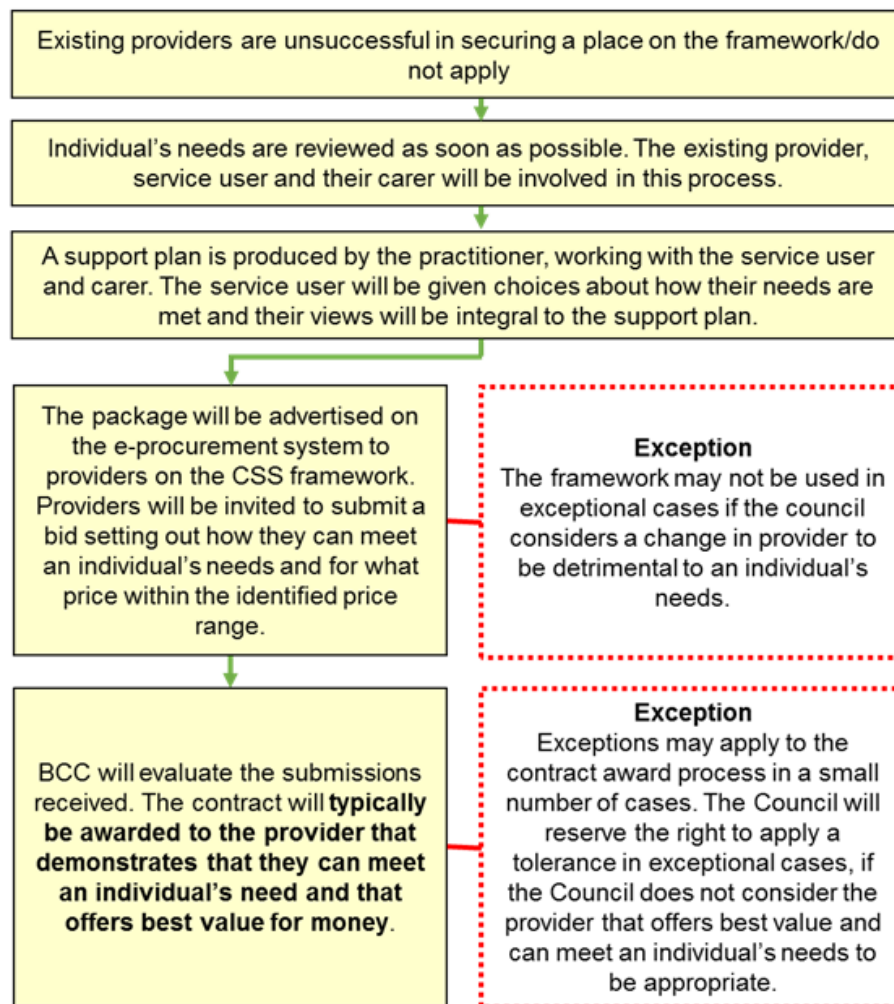 Existing providers are unsuccessful in securing a place on the framework/do
not apply
Individual's needs are reviewed as soon as possible. The existing provider,
service user and their carer will be involved in this process.
A support plan is produced by the practitioner, working with the service user
and carer. The service user will be given choices about how their needs are
met and their views will be integral to the support plan.
The package will be advertised on
the e-procurement system to
providers on the CSS framework.
Providers will be invited to submit a
bid setting out how they can meet
an individual's needs and for what
price within the identified price
range.
Exception
The framework may not be used in
exceptional cases if the council
considers a change in provider to
be detrimental to an individual's
needs.
BCC will evaluate the submissions
received. The contract will typically
be awarded to the provider that
demonstrates that they can meet
an individual's need and that
offers best value for money.
Exception
Exceptions may apply to the
contract award process in a small
number of cases. The Council will
reserve the right to apply a
tolerance in exceptional cases, if
the Council does not consider the
provider that offers best value and
can meet an individual's needs to
be appropriate.